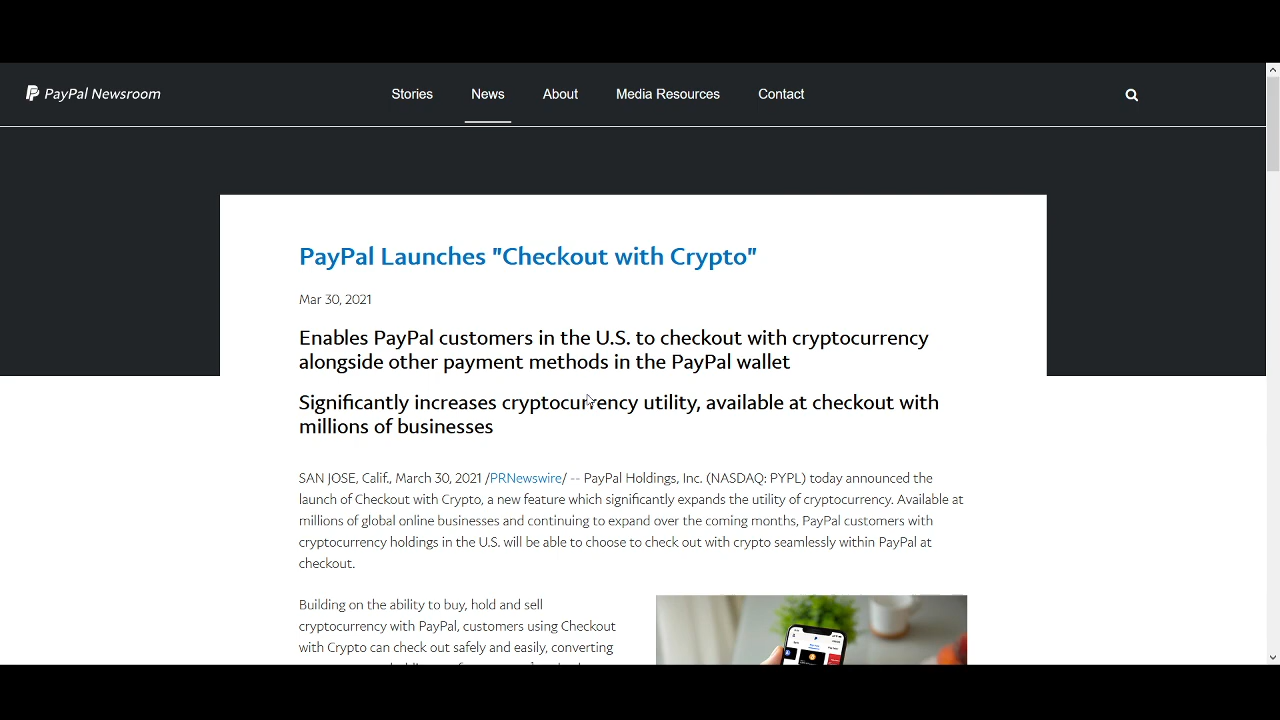 PayPal Newsroom
Stories News About Media Resources Contact
PayPal Launches "Checkout with Crypto"
Mar 30, 2021
Enables PayPal customers in the U.S. to checkout with cryptocurrency
alongside other payment methods in the PayPal wallet
Significantly increases cryptocurrency utility, available at checkout with
millions of businesses
SAN JOSE, Calif., March 30, 2021 /PRNewswire/ -- PayPal Holdings, Inc. (NASDAQ: PYPL) today announced the
launch of Checkout with Crypto, a new feature which significantly expands the utility of cryptocurrency. Available at
millions of global online businesses and continuing to expand over the coming months, PayPal customers with
cryptocurrency holdings in the U.S. will be able to choose to check out with crypto seamlessly within PayPal at
checkout.
Building on the ability to buy, hold and sell
cryptocurrency with PayPal, customers using Checkout
with Crypto can check out safely and easily, converting